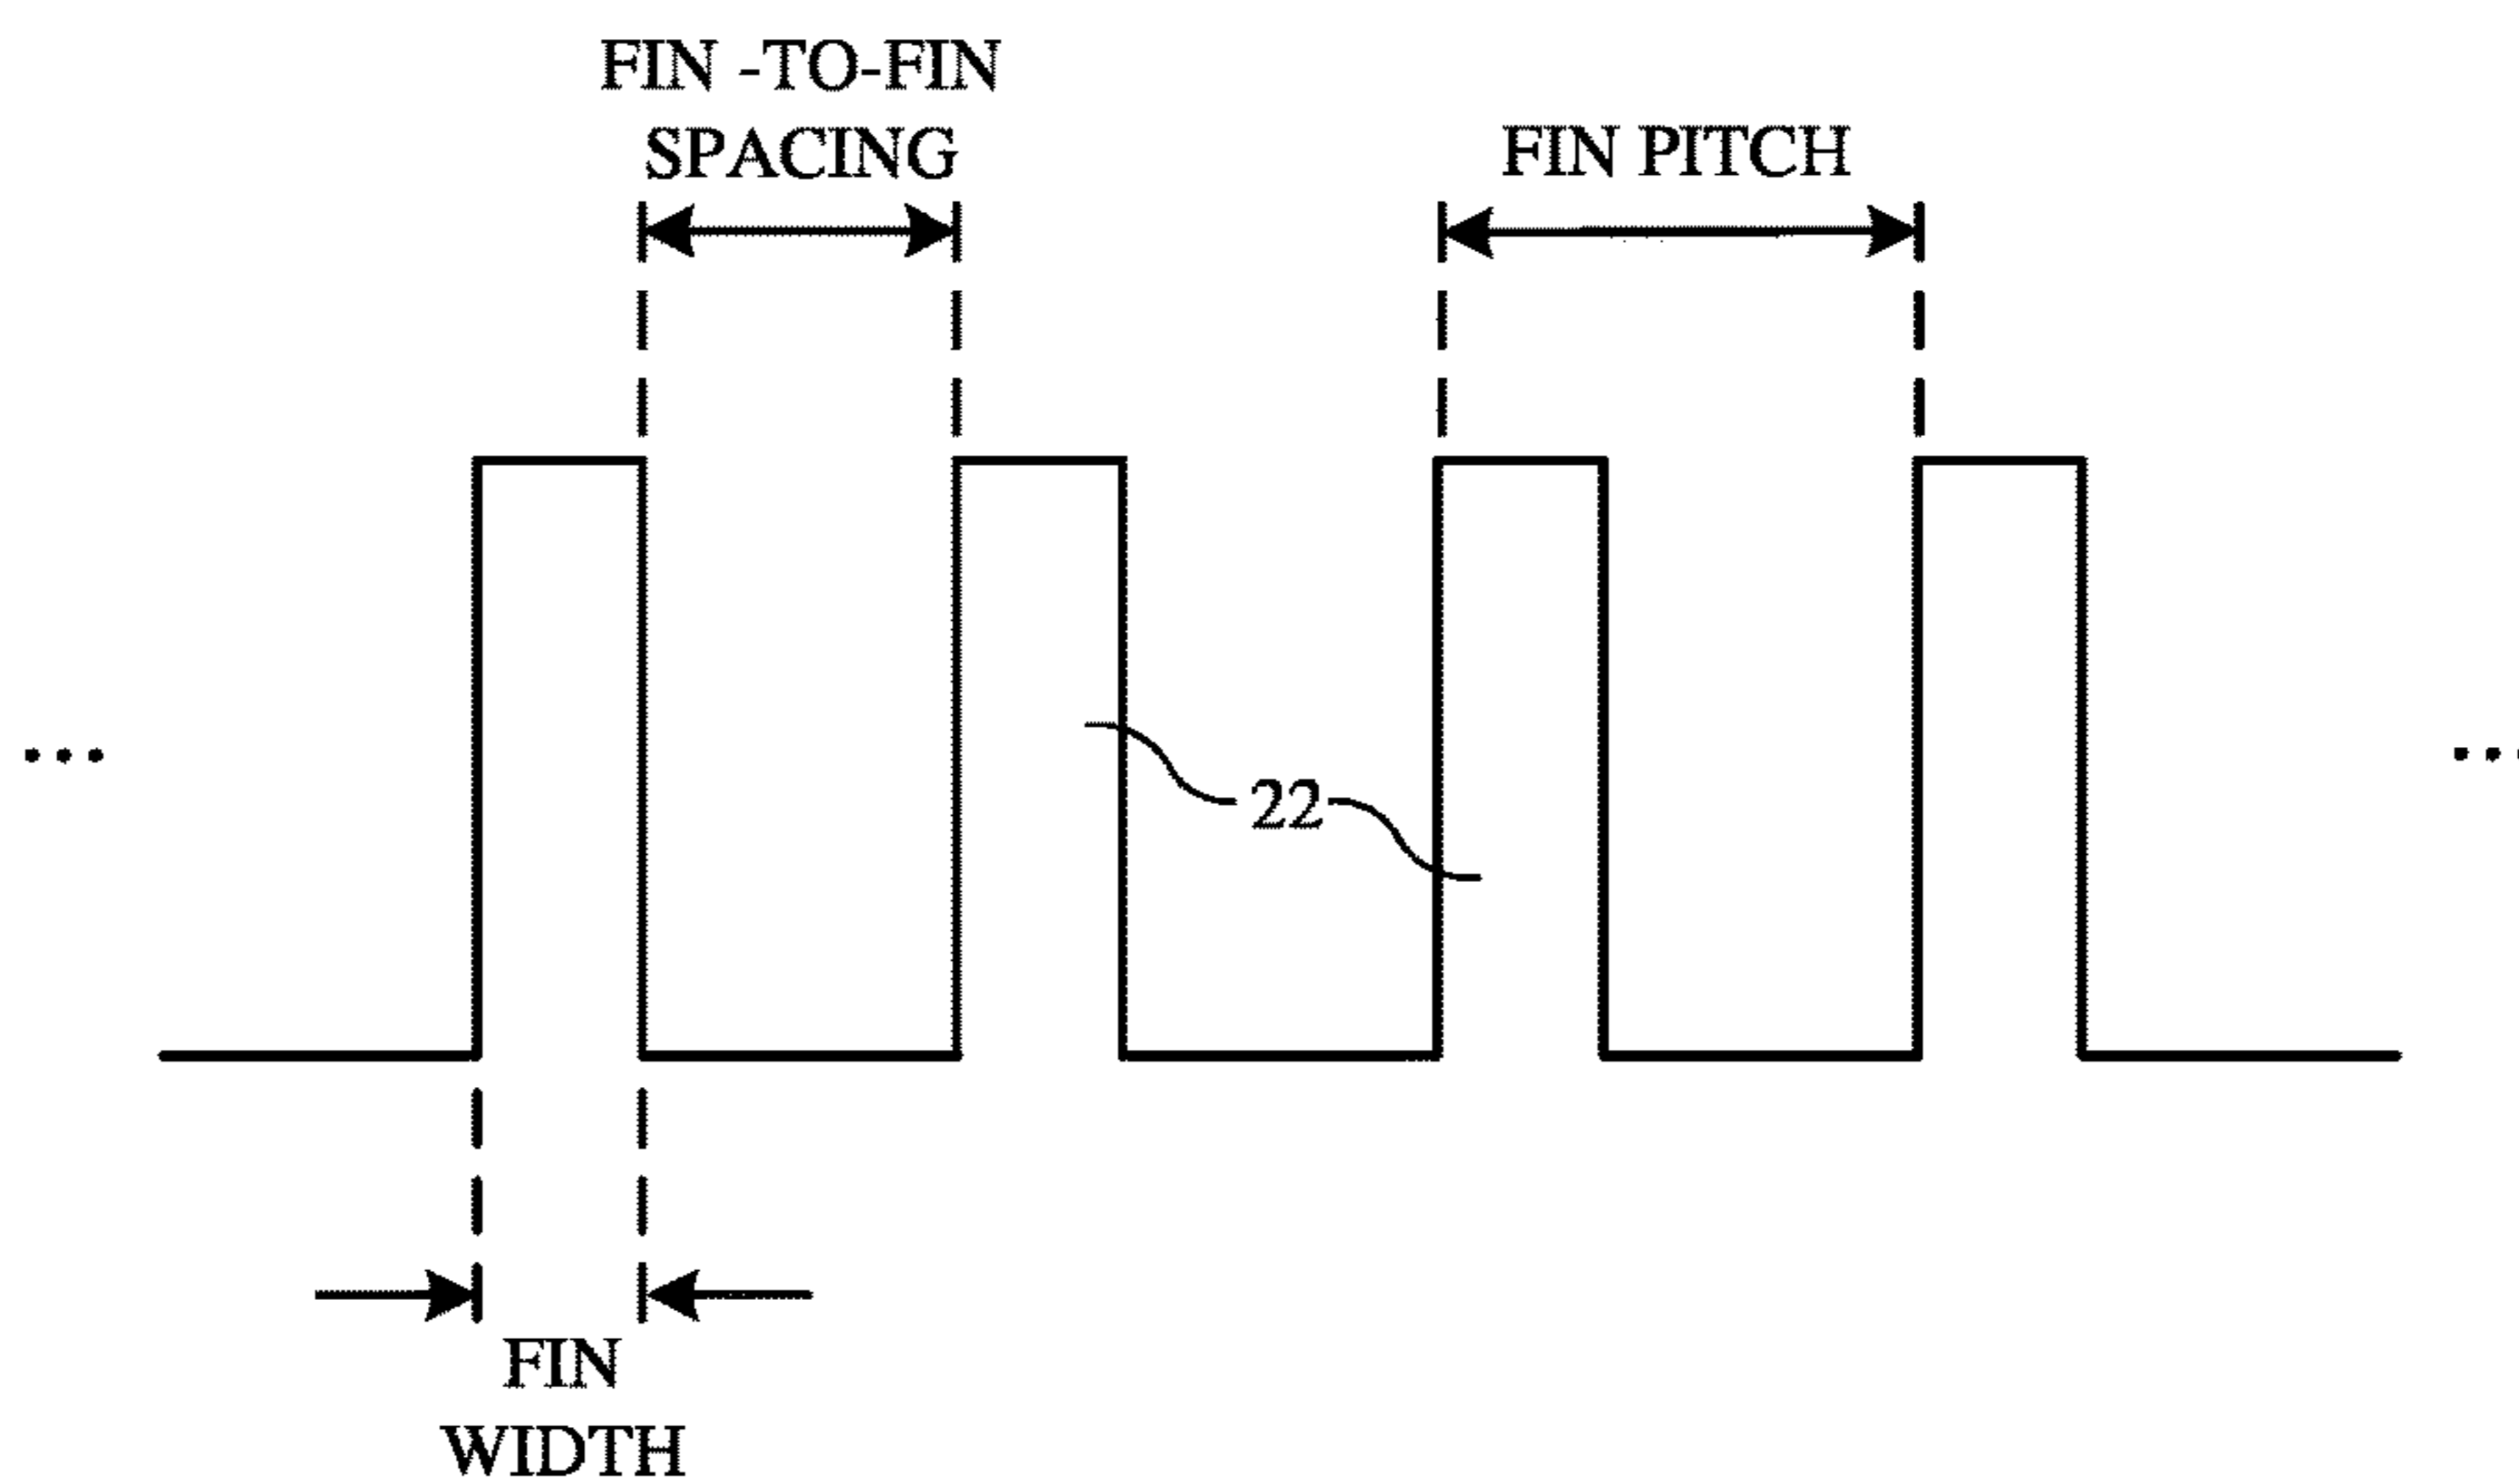 FIN -TO-FIN
SPACING
FIN PITCH
22
FIN
WIDTH